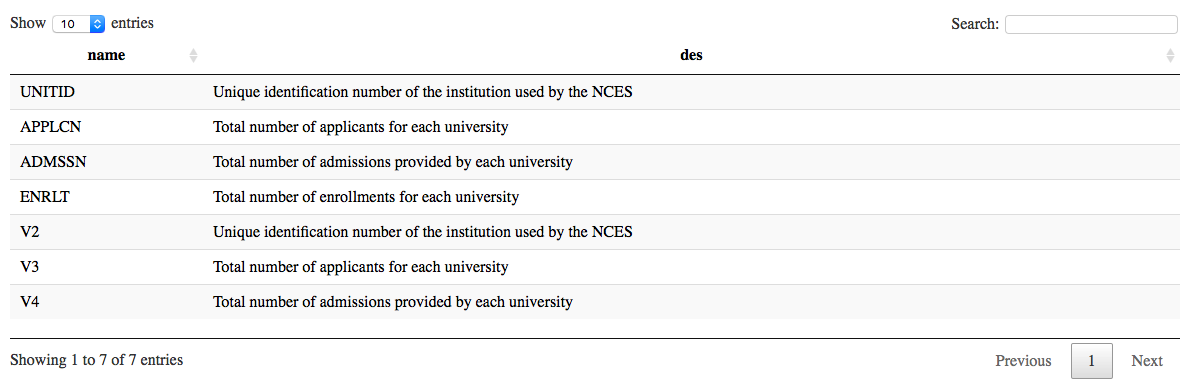 Show 10 entries Search:
name des
UNITID Unique identification number of the institution used by the NCES
APPLCN Total number of applicants for each university
ADMSSN Total number of admissions provided by each university
ENRLT Total number of enrollments for each university
V2 Unique identification number of the institution used by the NCES
V3 Total number of applicants for each university
V4 Total number of admissions provided by each university
Showing 1 to 7 of 7 entries Previous 1 Next